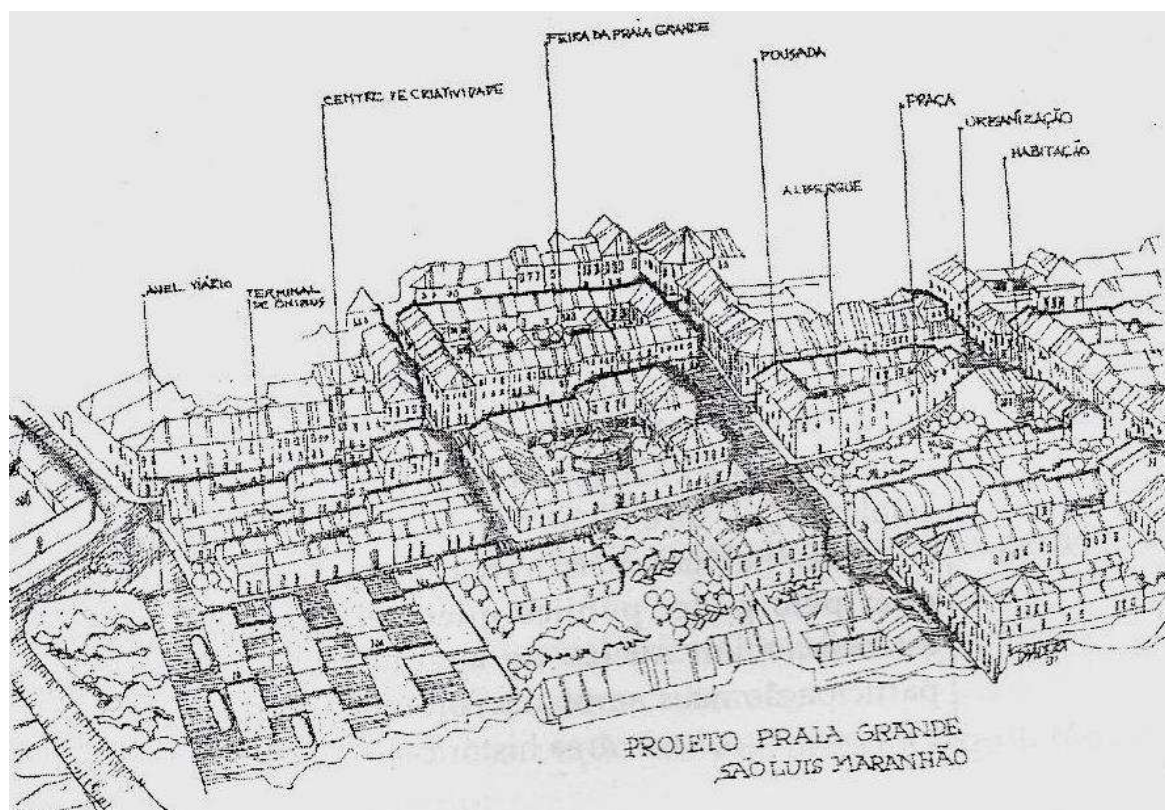 FEIRA DA PRAIA GRANDE
POUSADA
CENTRO DE CRIATIVIDADE
PRAÇA
URBANIZAÇÃO
HABITAÇÃO
ALBERGUE
ANEL VIÁRIO
TERMINAL
DE ÔNIBUS
PROJETO PRAIA GRANDE
SÃO LUIS MARANHÃO